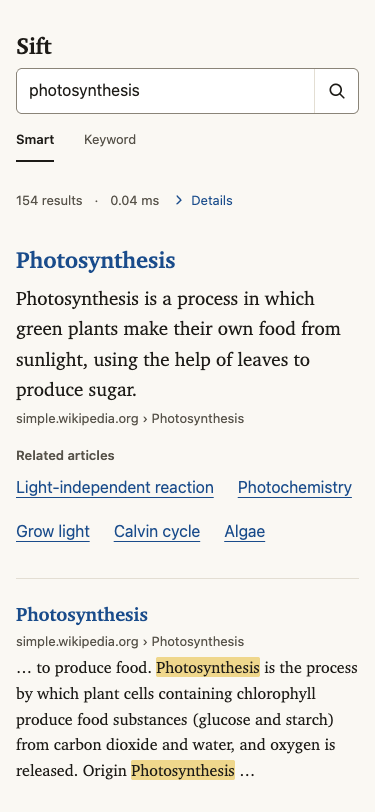 Sift
photosynthesis
Smart Keyword
154 results · 0.04 ms Details
Photosynthesis
Photosynthesis is a process in which
green plants make their own food from
sunlight, using the help of leaves to
produce sugar.
simple.wikipedia.org › Photosynthesis
Related articles
Light-independent reaction Photochemistry
Grow light Calvin cycle Algae
Photosynthesis
simple.wikipedia.org › Photosynthesis
… to produce food. Photosynthesis is the process
by which plant cells containing chlorophyll
produce food substances (glucose and starch)
from carbon dioxide and water, and oxygen is
released. Origin Photosynthesis …